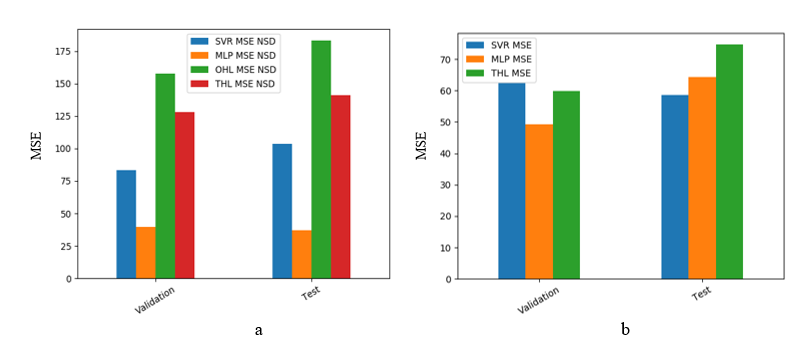 SVR MSE NSD
MLP MSE NSD
OHL MSE NSD
THL MSE NSD
MSE
175
150
125
100
75
50
25
0
Validation
Test
a
SVR MSE
MLP MSE
THL MSE
MSE
70
60
50
40
30
20
10
0
Validation
Test
b